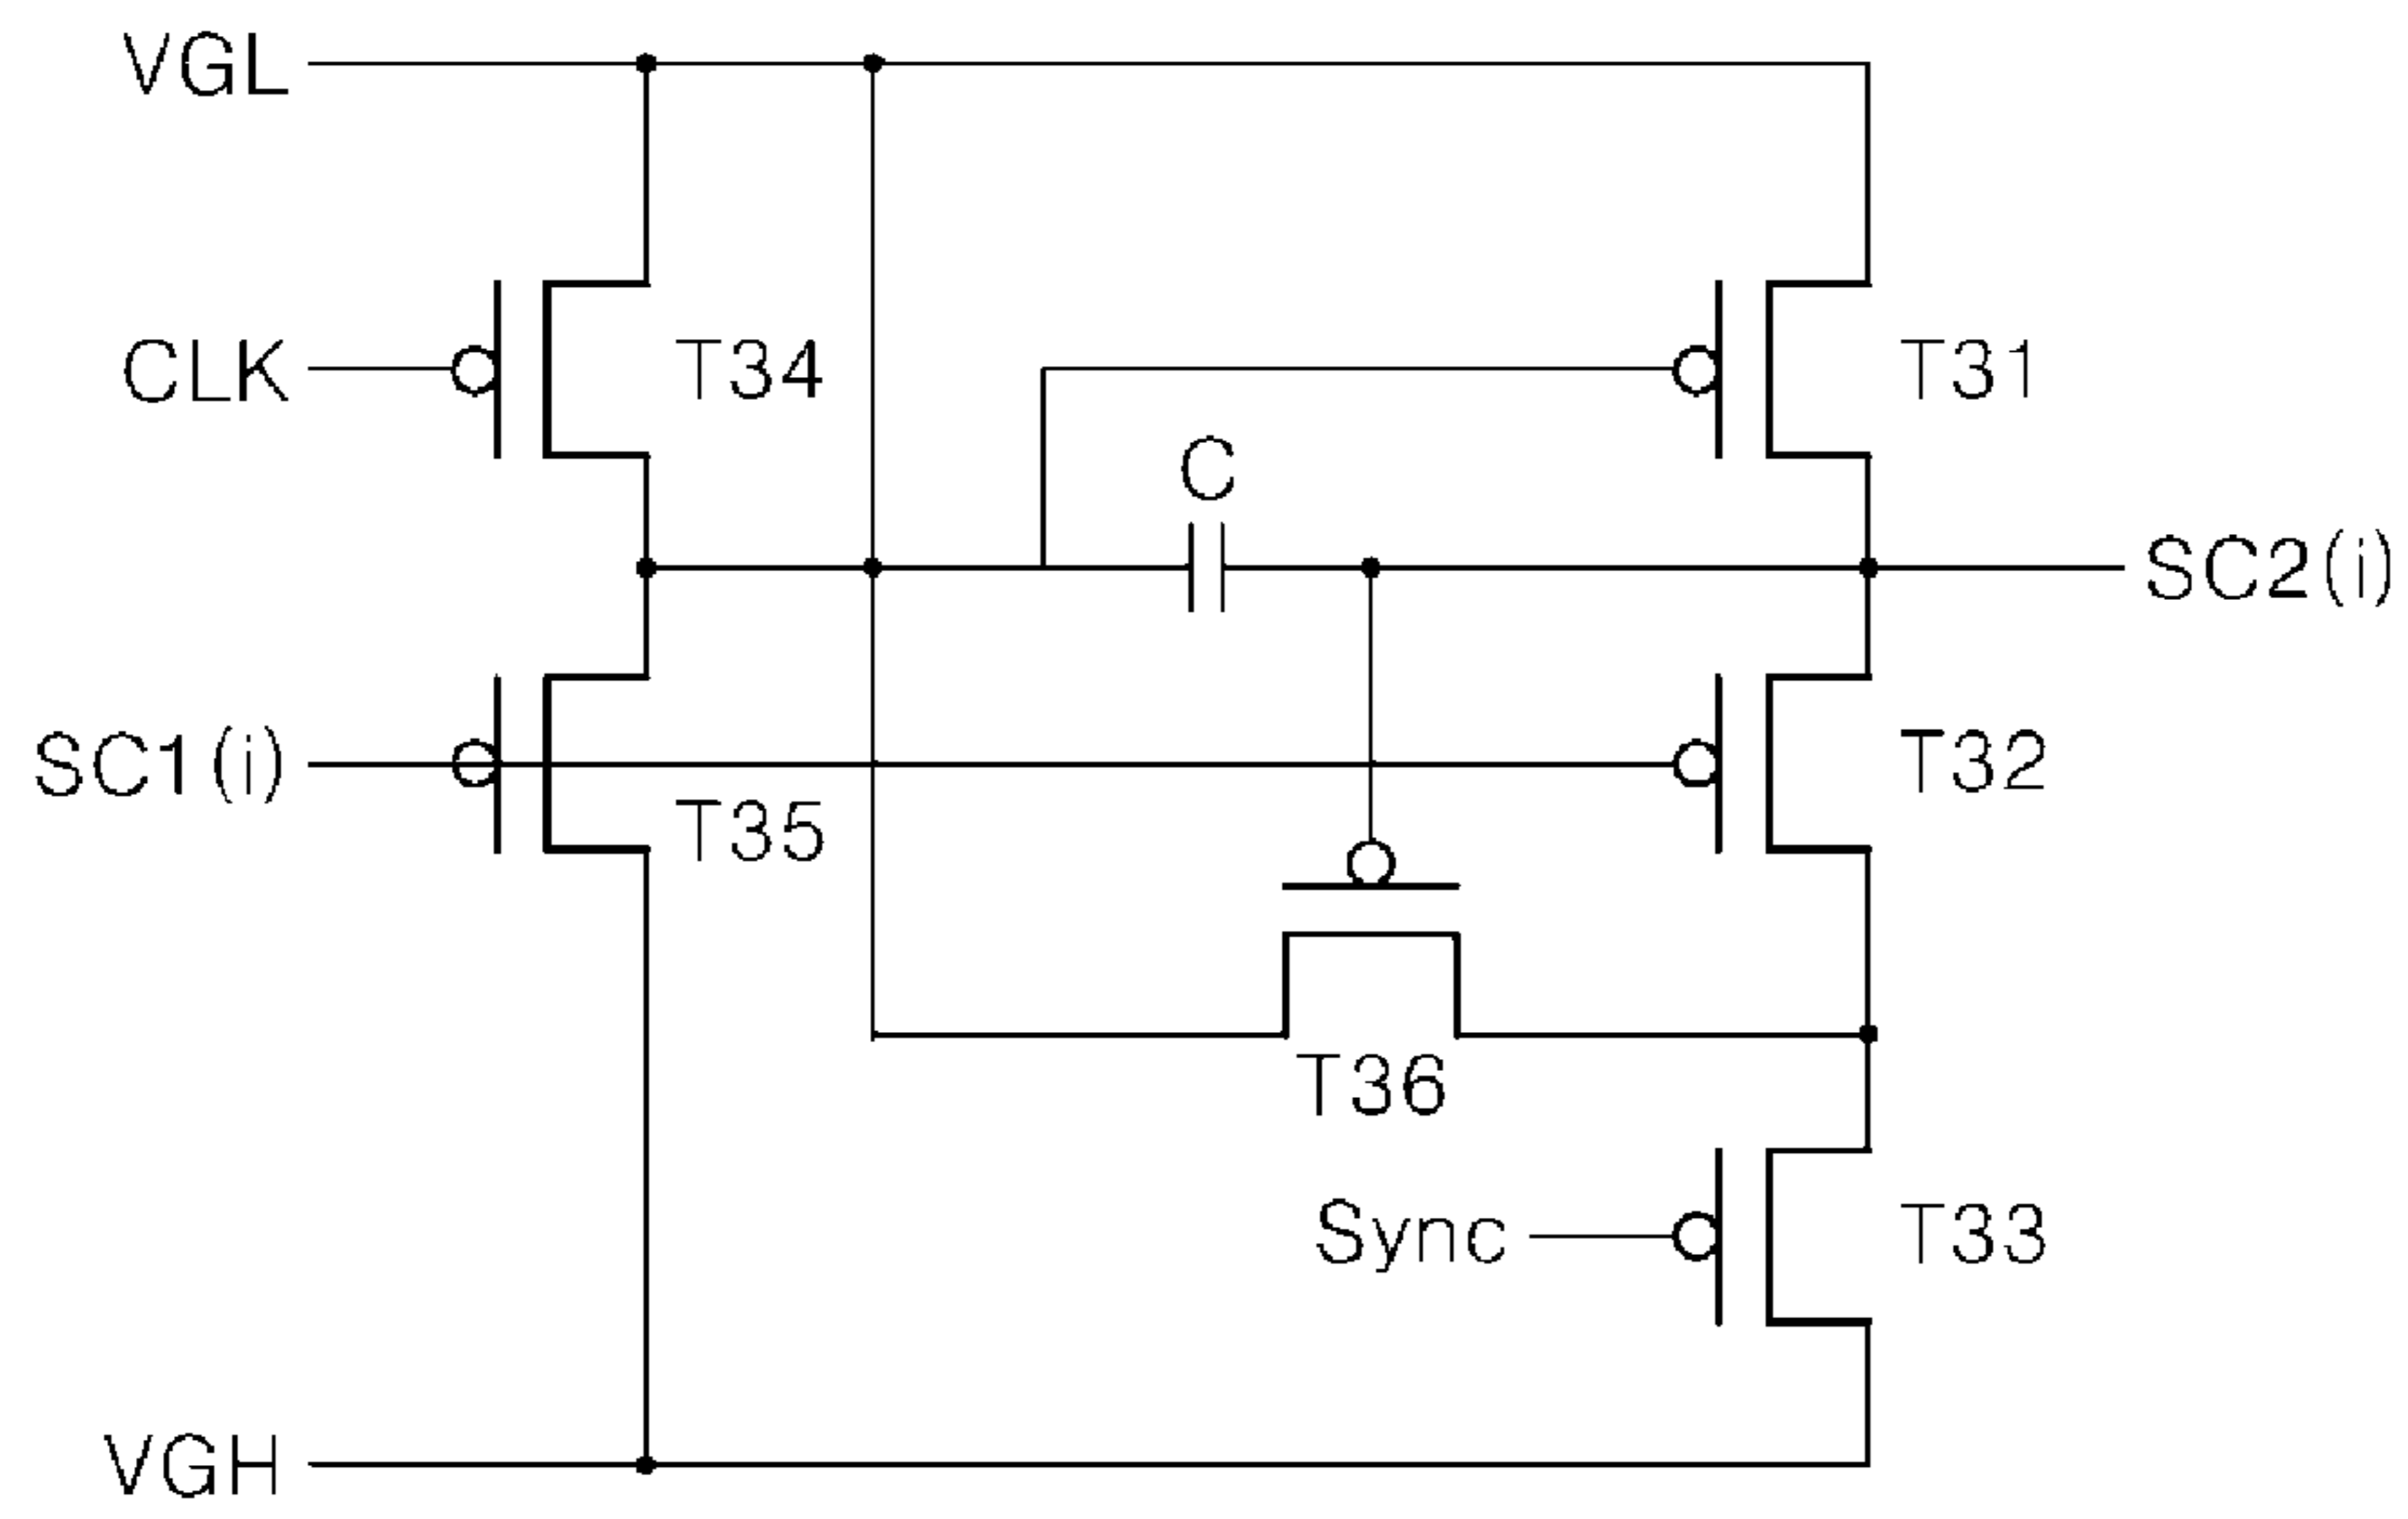 VGL
CLK
T34
T31
C
SC2(i)
SC1(i)
T32
T35
T36
Sync
T33
VGH